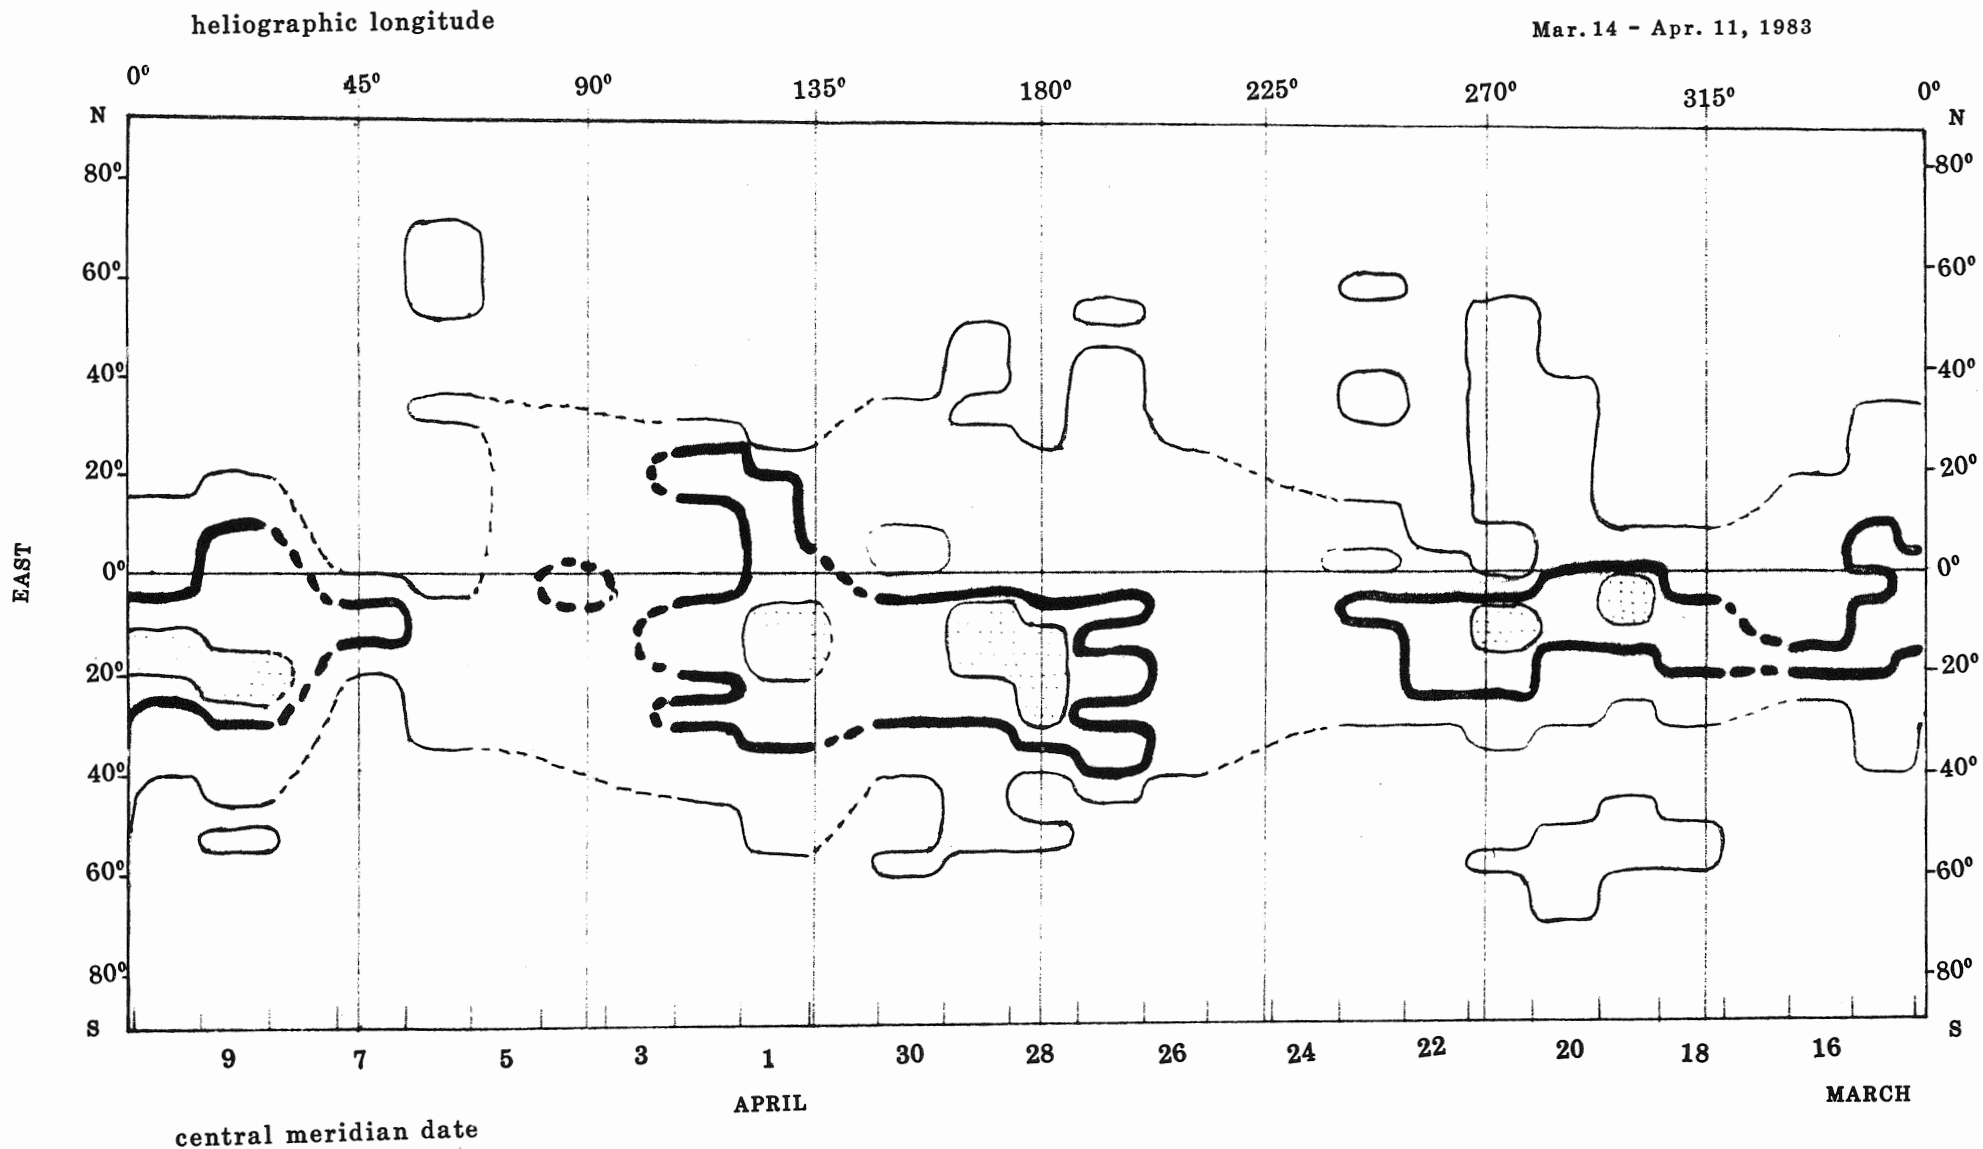 heliographic longitude
Mar. 14 - Apr. 11, 1983
0° 45° 90° 135° 180° 225° 270° 315° 0°
N N
80° 80°
60° 60°
40° 40°
20° 20°
0° 0°
EAST
20° 20°
40° 40°
60° 60°
80° 80°
S S
9 7 5 3 1 30 28 26 24 22 20 18 16
APRIL MARCH
central meridian date